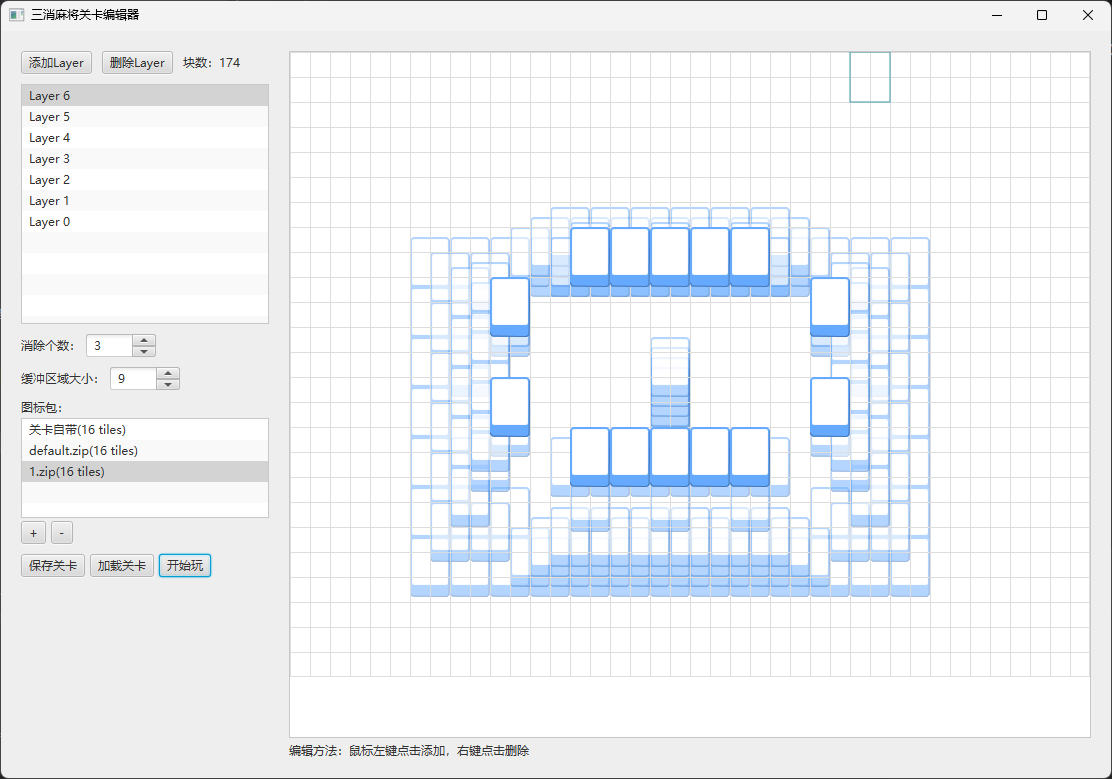 三消麻将关卡编辑器
添加Layer 删除Layer 块数：174
Layer 6
Layer 5
Layer 4
Layer 3
Layer 2
Layer 1
Layer 0
消除个数： 3
缓冲区域大小： 9
图标包：
关卡自带(16 tiles)
default.zip(16 tiles)
1.zip(16 tiles)
+ -
保存关卡 加载关卡 开始玩
编辑方法：鼠标左键点击添加，右键点击删除